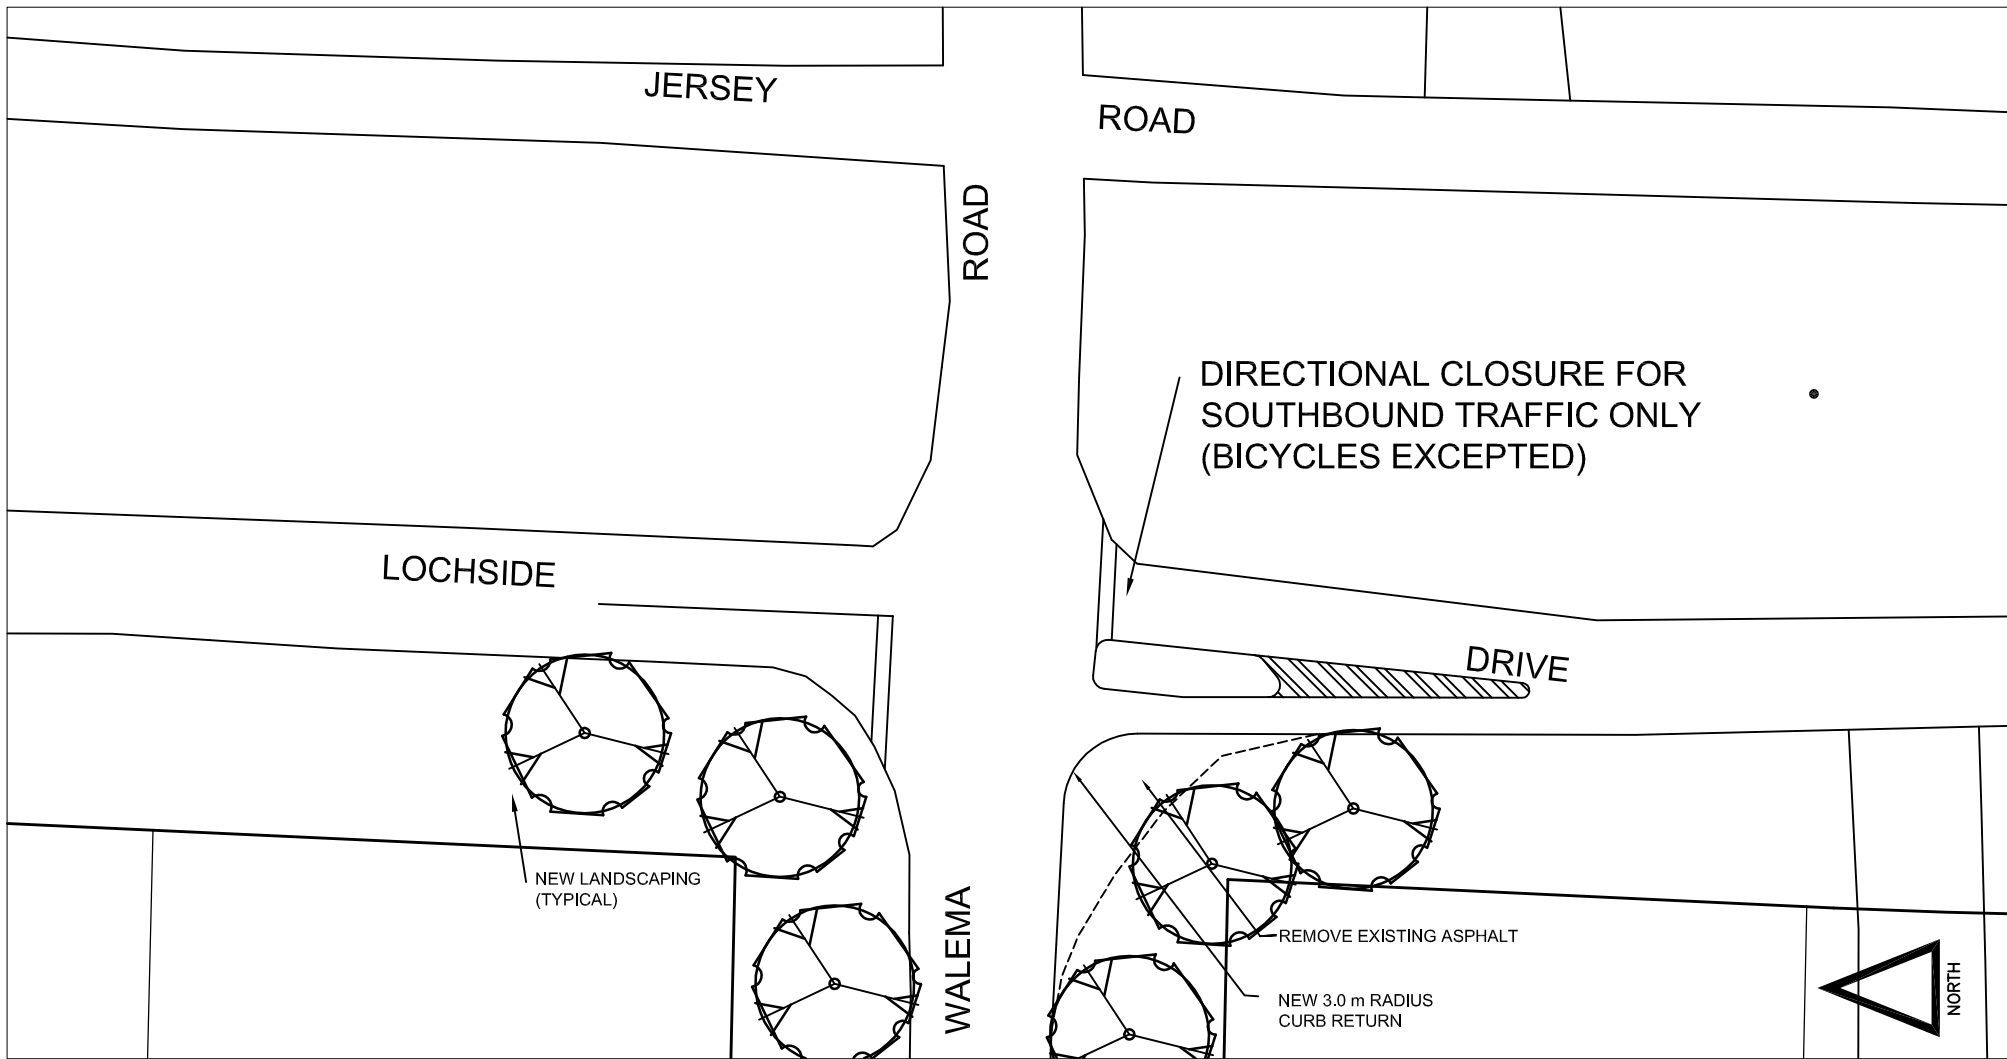 JERSEY
ROAD
ROAD
DIRECTIONAL CLOSURE FOR
SOUTHBOUND TRAFFIC ONLY
(BICYCLES EXCEPTED)
LOCHSIDE
DRIVE
NEW LANDSCAPING
(TYPICAL)
WALEMA
REMOVE EXISTING ASPHALT
NEW 3.0 m RADIUS
CURB RETURN
NORTH